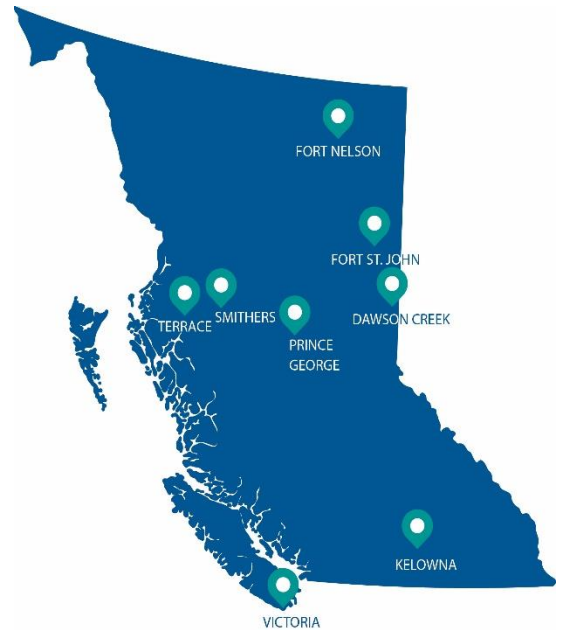 FORT NELSON
FORT ST. JOHN
TERRACE
SMITHERS
DAWSON CREEK
PRINCE
GEORGE
KELOWNA
VICTORIA